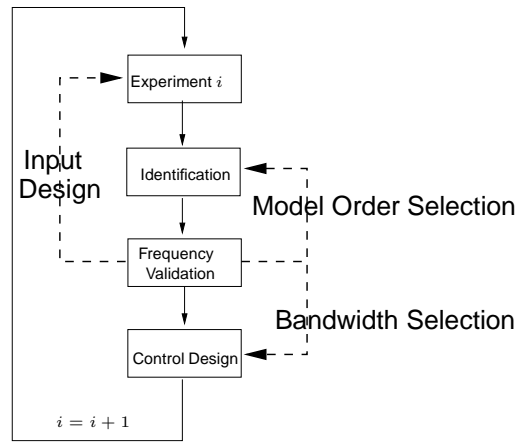 Experiment i
Input
Design
Identification
Model Order Selection
Frequency
Validation
Bandwidth Selection
Control Design
i = i + 1